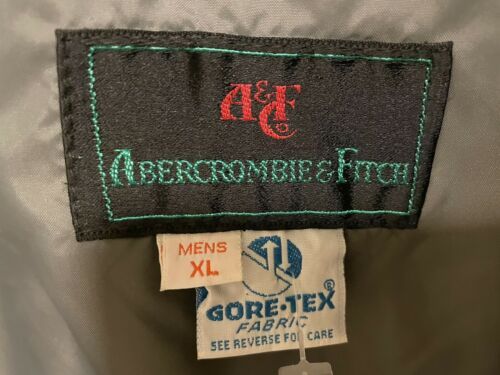 A&F
Co
ABERCROMBIE & FITCH
MENS
XL
GORE-TEX®
FABRIC
SEE REVERSE FOR CARE